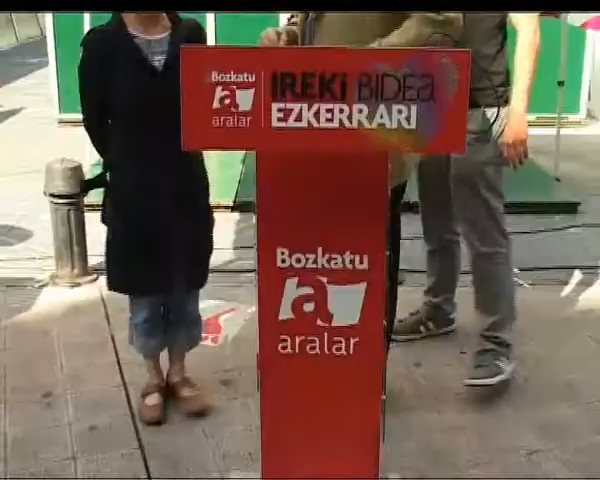 Bozkatu
a
aralar
IREKI BIDEA
EZKERRARI
Bozkatu
a
aralar